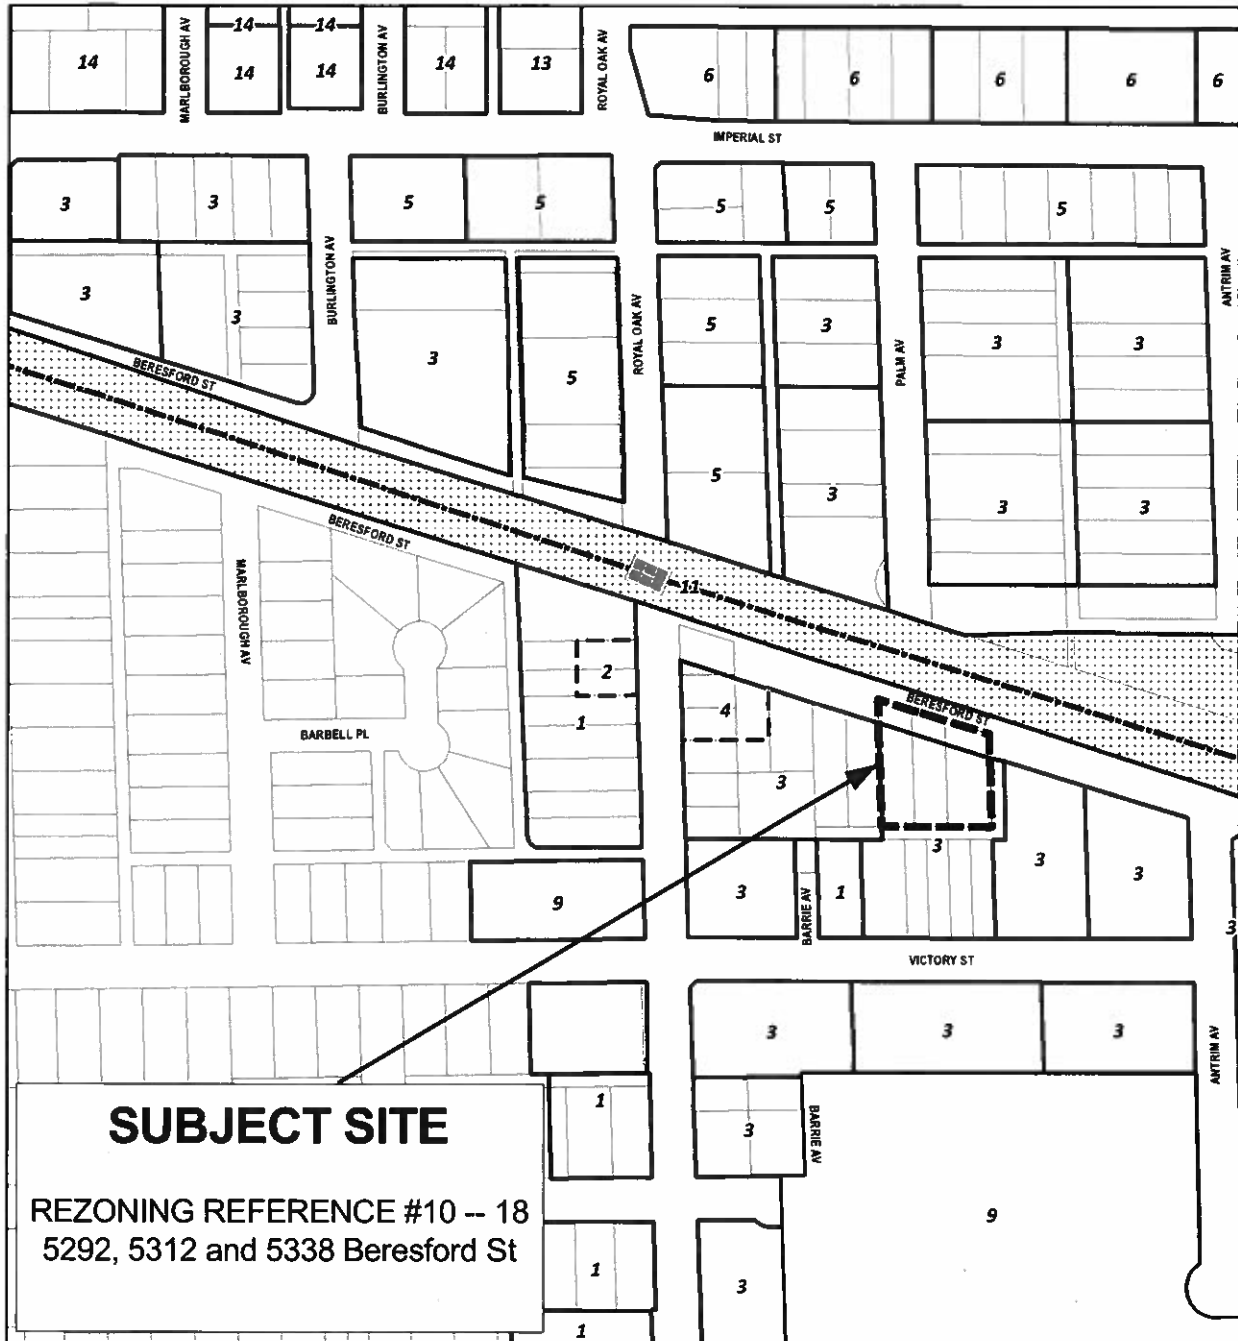 MARLBOROUGH AV
BURLINGTON AV
ROYAL OAK AV
14
14
14
14
14
14
13
6
6
6
6
6
IMPERIAL ST
3
3
5
5
5
5
5
3
3
BURLINGTON AV
3
5
ROYAL OAK AV
5
3
PALM AV
3
3
ANTRIM AV
BERESFORD ST
5
3
3
3
BERESFORD ST
11
MARLBOROUGH AV
2
1
BARBELL PL
4
3
BERESFORD ST
3
3
3
9
3
BARRIE AV
1
3
VICTORY ST
3
3
3
ANTRIM AV
1
3
BARRIE AV
9
1
3
1
SUBJECT SITE
REZONING REFERENCE #10 -- 18
5292, 5312 and 5338 Beresford St